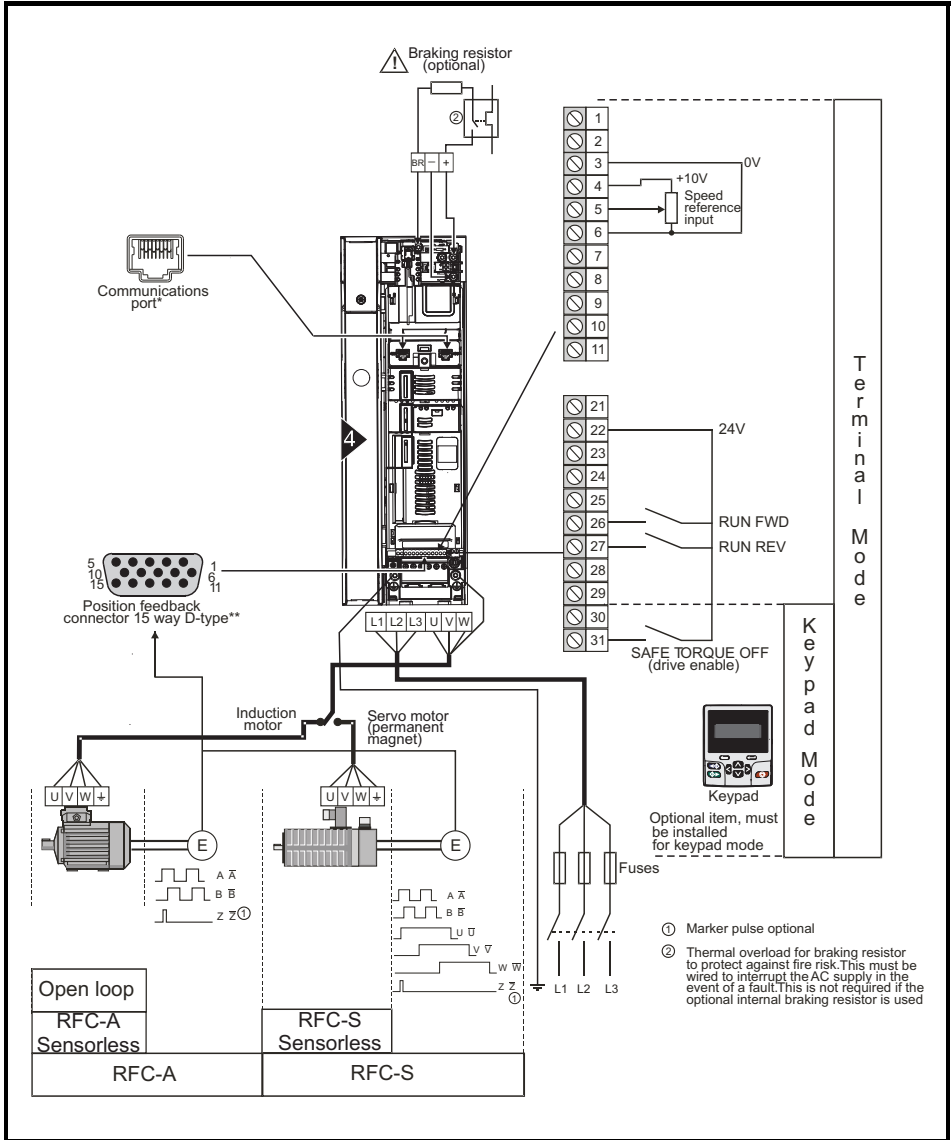 Braking resistor
(optional)
②
BR – +
Communications
port*
1
2
3
4
5
6
7
8
9
10
11
0V
+10V
Speed
reference
input
21
22
23
24
25
26
27
28
29
30
31
24V
RUN FWD
RUN REV
SAFE TORQUE OFF
(drive enable)
Terminal Mode
Keypad Mode
Keypad
Optional item, must
be installed
for keypad mode
4
5 1
10 6
15 11
Position feedback
connector 15 way D-type**
L1 L2 L3 U V W
Induction
motor
Servo motor
(permanent
magnet)
U V W
E
A A̅
B B̅
Z Z̅ ①
U V W
E
A A̅
B B̅
U U̅
V V̅
W W̅
Z Z̅
①
Fuses
L1 L2 L3
① Marker pulse optional
② Thermal overload for braking resistor
to protect against fire risk.This must be
wired to interrupt the AC supply in the
event of a fault.This is not required if the
optional internal braking resistor is used
Open loop
RFC-A
Sensorless
RFC-A
RFC-S
Sensorless
RFC-S